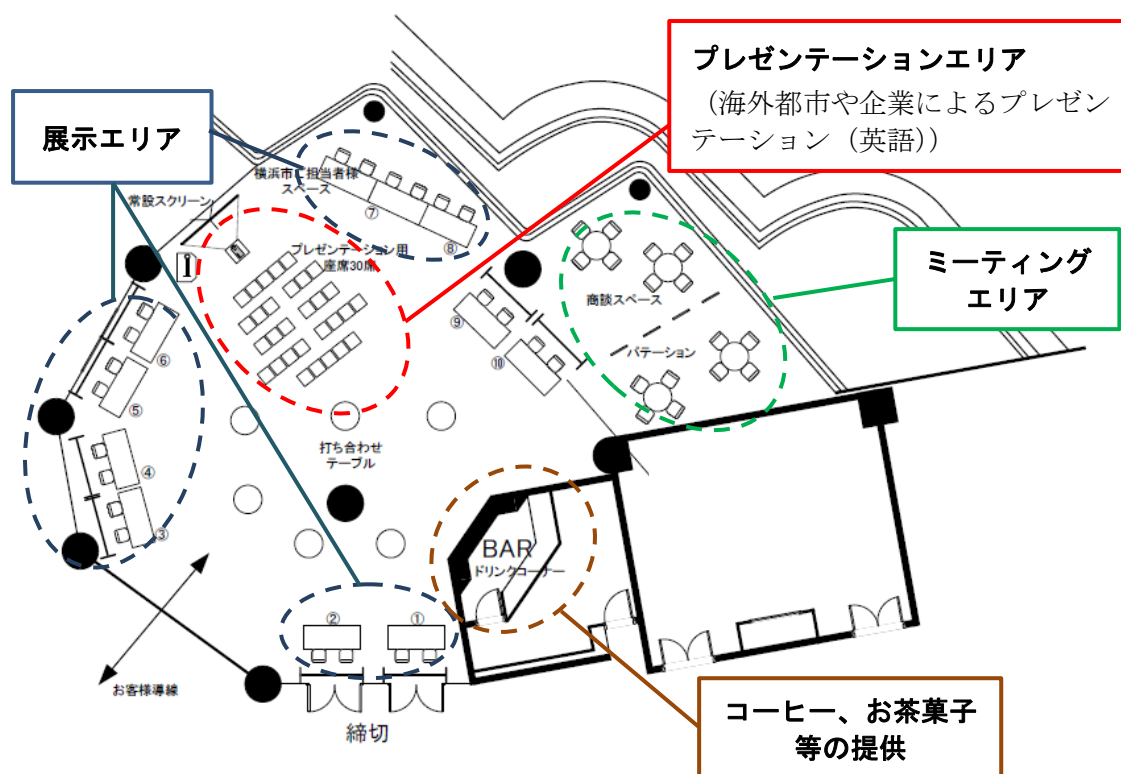 プレゼンテーションエリア
（海外都市や企業によるプレゼン
テーション（英語））
展示エリア
横浜市ご担当者様
スペース
常設スクリーン
⑦
⑧
プレゼンテーション用
座席30席
ミーティング
エリア
商談スペース
パテーション
⑨
⑩
⑥
⑤
④
③
打ち合わせ
テーブル
BAR
ドリンクコーナー
②
①
お客様導線
締切
コーヒー、お茶菓子
等の提供